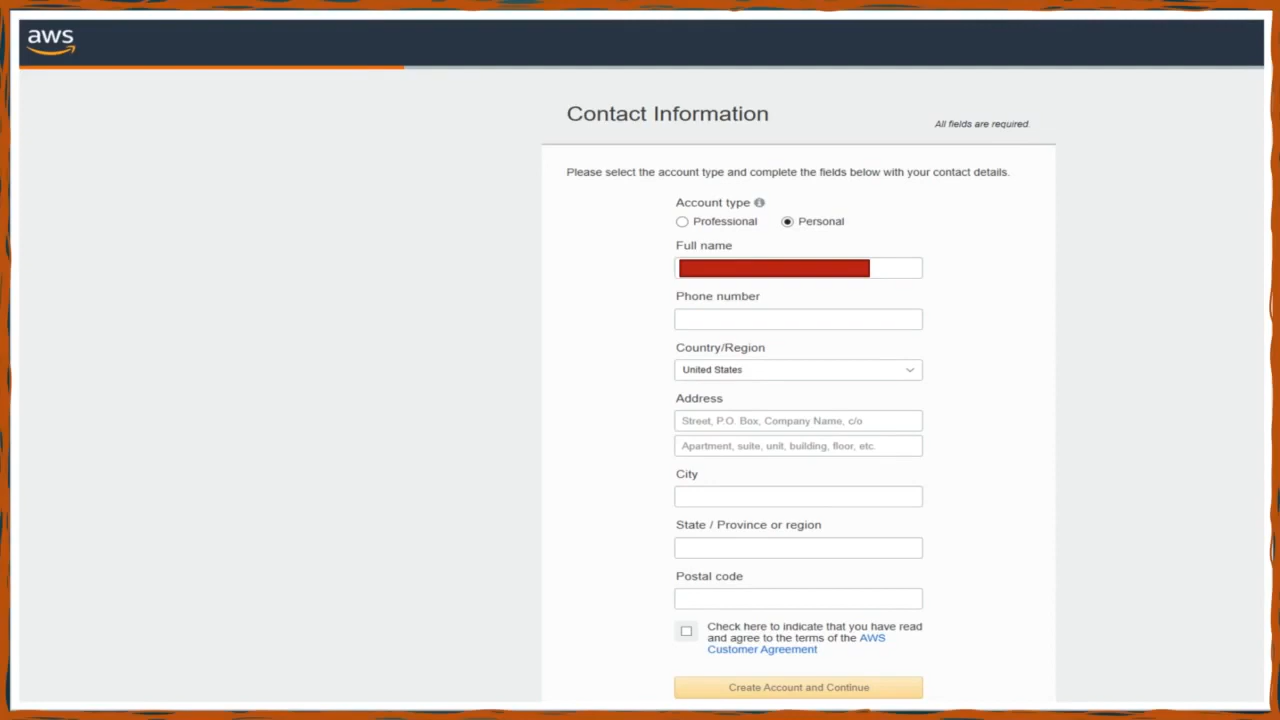 aws
Contact Information
All fields are required.
Please select the account type and complete the fields below with your contact details.
Account type
Professional
Personal
Full name
Phone number
Country/Region
United States
Address
Street, P.O. Box, Company Name, c/o
Apartment, suite, unit, building, floor, etc.
City
State / Province or region
Postal code
Check here to indicate that you have read
and agree to the terms of the AWS
Customer Agreement
Create Account and Continue